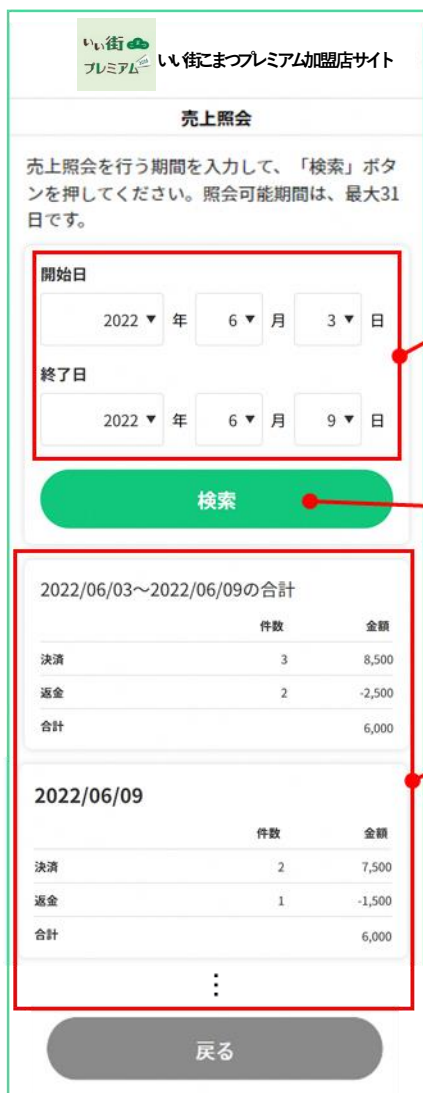 いい街
プレミアム
いい街こまつプレミアム加盟店サイト
売上照会
売上照会を行う期間を入力して、「検索」ボタ
ンを押してください。照会可能期間は、最大31
日です。
開始日
2022 ▼ 年 6 ▼ 月 3 ▼ 日
終了日
2022 ▼ 年 6 ▼ 月 9 ▼ 日
検索
2022/06/03～2022/06/09の合計
件数 金額
決済 3 8,500
返金 2 -2,500
合計 6,000
2022/06/09
件数 金額
決済 2 7,500
返金 1 -1,500
合計 6,000
⋮
戻る